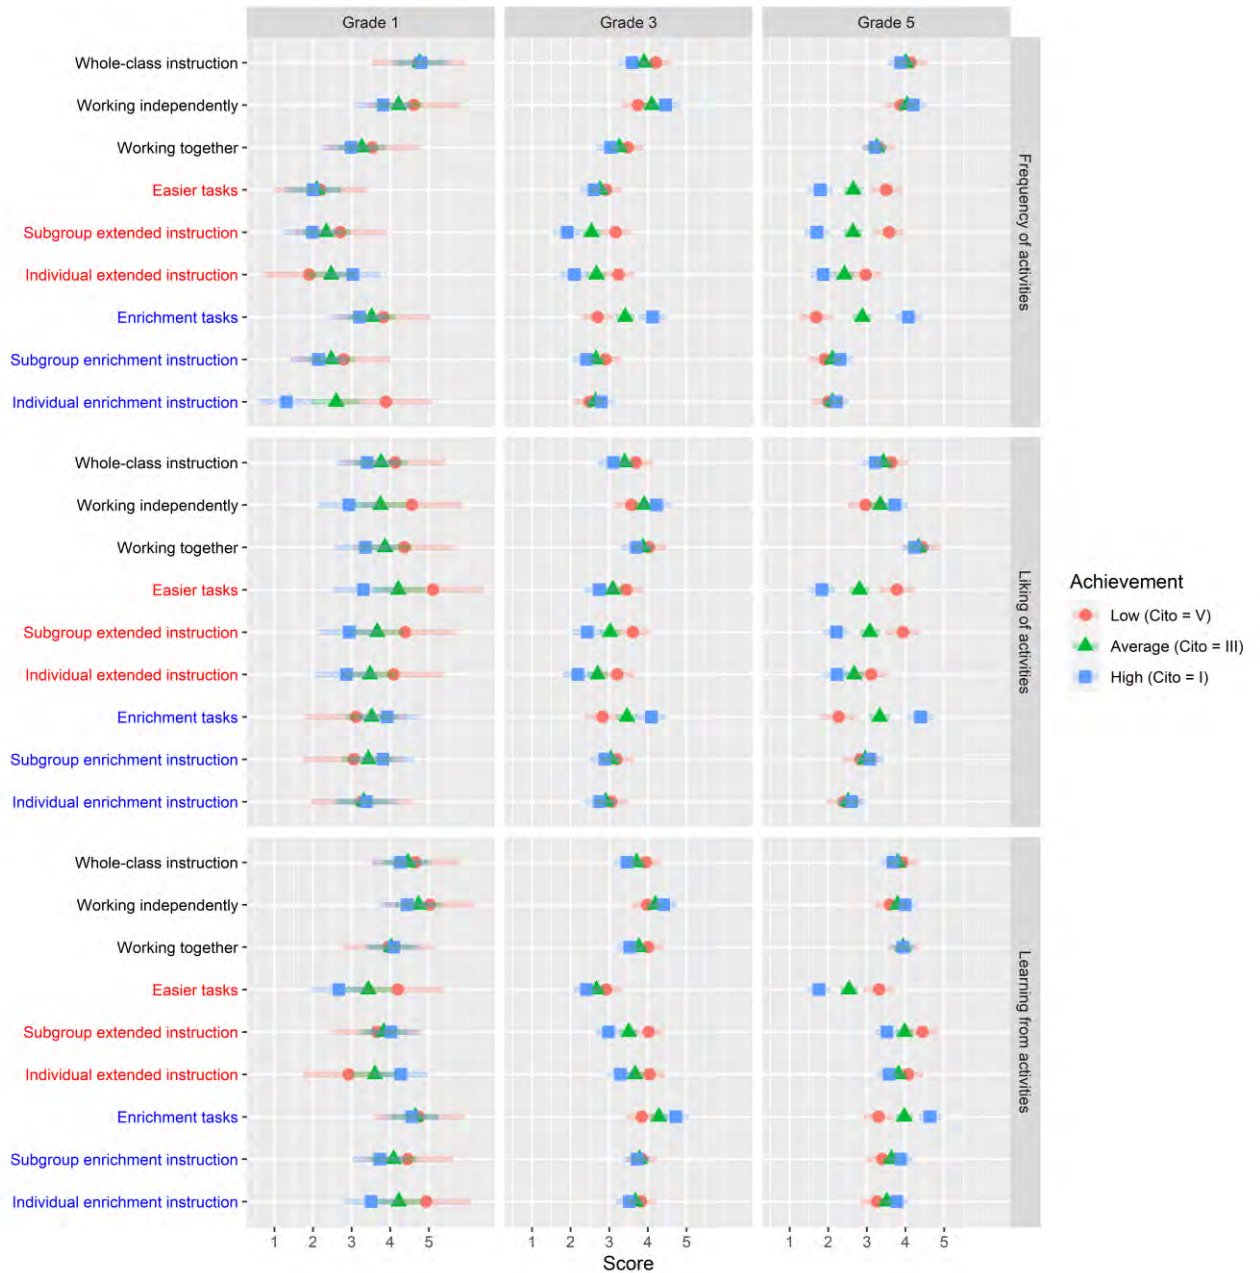 Grade 1
Grade 3
Grade 5
Whole-class instruction
Working independently
Working together
Easier tasks
Subgroup extended instruction
Individual extended instruction
Enrichment tasks
Subgroup enrichment instruction
Individual enrichment instruction
Frequency of activities
Whole-class instruction
Working independently
Working together
Easier tasks
Subgroup extended instruction
Individual extended instruction
Enrichment tasks
Subgroup enrichment instruction
Individual enrichment instruction
Liking of activities
Whole-class instruction
Working independently
Working together
Easier tasks
Subgroup extended instruction
Individual extended instruction
Enrichment tasks
Subgroup enrichment instruction
Individual enrichment instruction
Learning from activities
1 2 3 4 5
1 2 3 4 5
1 2 3 4 5
Score
Achievement
Low (Cito = V)
Average (Cito = III)
High (Cito = I)